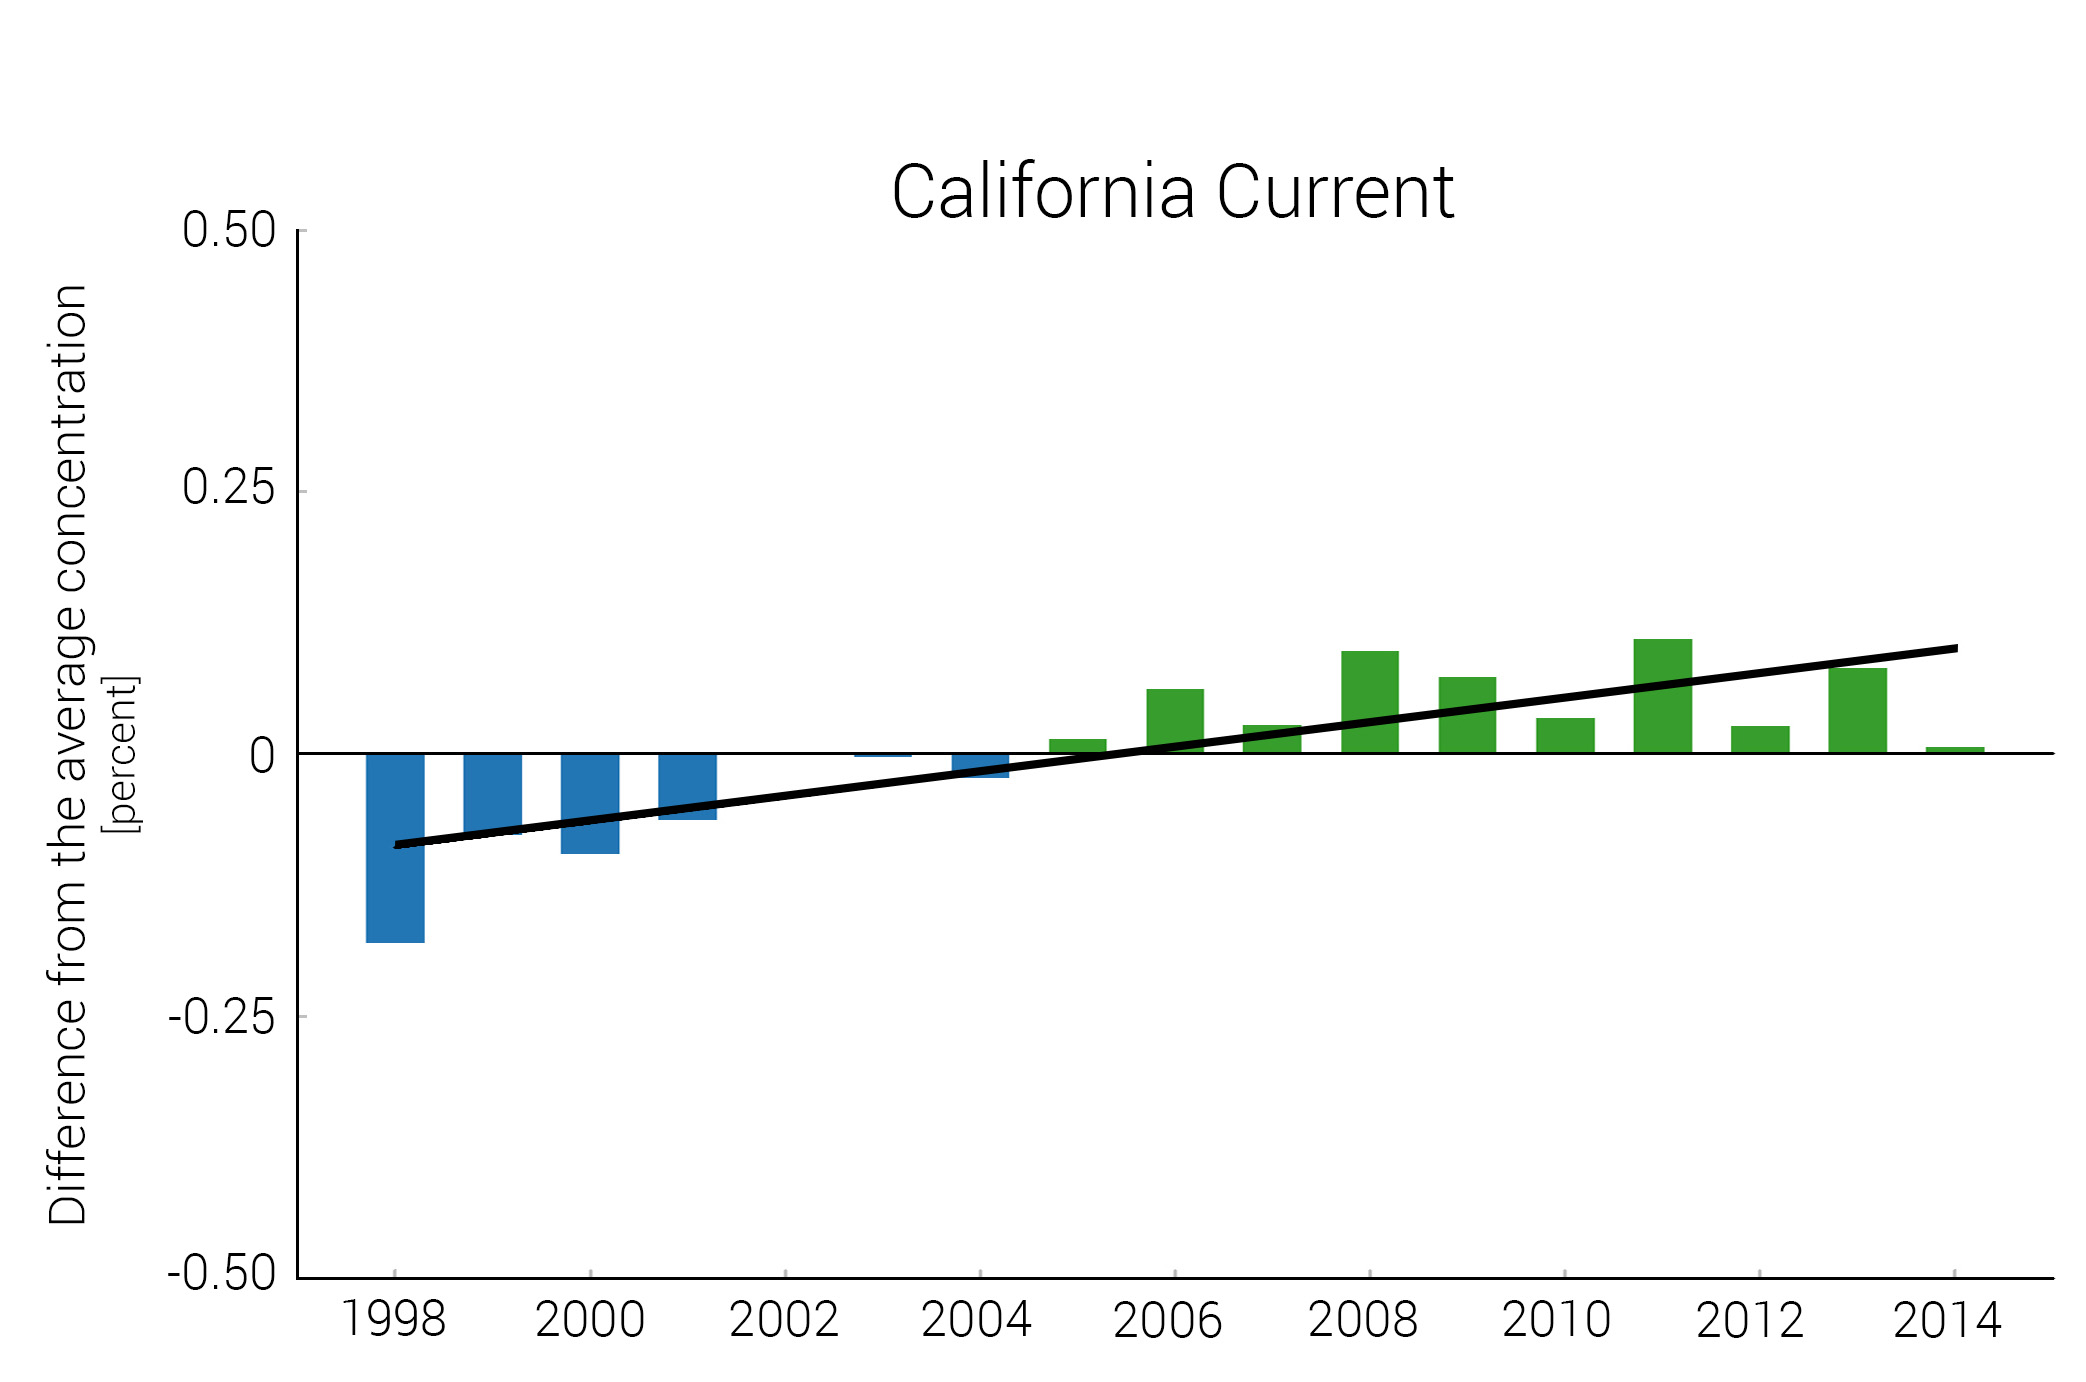 California Current
0.50
0.25
0
-0.25
-0.50
Difference from the average concentration
[percent]
1998 2000 2002 2004 2006 2008 2010 2012 2014